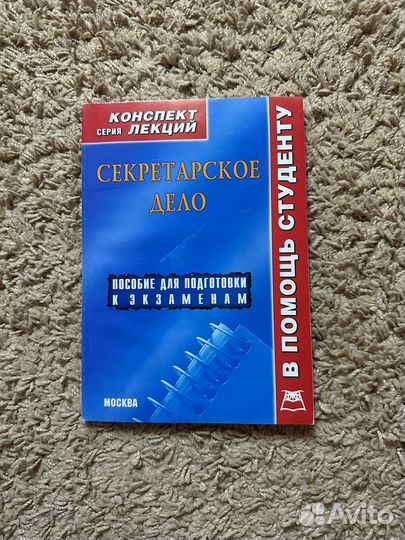 КОНСПЕКТ
серия ЛЕКЦИЙ
СЕКРЕТАРСКОЕ
ДЕЛО
ПОСОБИЕ ДЛЯ ПОДГОТОВКИ
К ЭКЗАМЕНАМ
МОСКВА
В ПОМОЩЬ СТУДЕНТУ
Avito